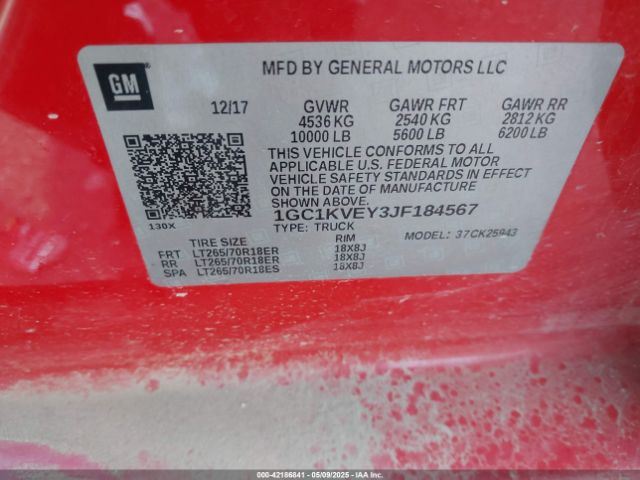 GM
MFD BY GENERAL MOTORS LLC
12/17 GVWR GAWR FRT GAWR RR
4536 KG 2540 KG 2812 KG
10000 LB 5600 LB 6200 LB
THIS VEHICLE CONFORMS TO ALL
APPLICABLE U.S. FEDERAL MOTOR
VEHICLE SAFETY STANDARDS IN EFFECT
ON THE DATE OF MANUFACTURE
SHOWN ABOVE.
130X
1GC1KVEY3JF184567
TYPE: TRUCK MODEL: 37CK25943
TIRE SIZE RIM
FRT LT265/70R18ER 18X8J
RR LT265/70R18ER 18X8J
SPA LT265/70R18ES 18X8J
000-42186841 - 05/09/2025 - IAAI.COM